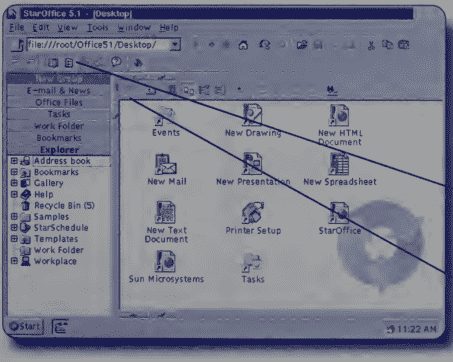 StarOffice 5.1 - [Desktop]
File Edit View Tools Window Help
file:///root/Office51/Desktop/
New Group
E-mail & News
Office Files
Tasks
Work Folder
Bookmarks
Explorer
Address book
Bookmarks
Gallery
Help
Recycle Bin (5)
Samples
StarSchedule
Templates
Work Folder
Workplace
Events
New Drawing
New HTML
Document
New Mail
New Presentation
New Spreadsheet
New Text
Document
Printer Setup
StarOffice
Sun Microsystems
Tasks
Start
11:22 AM